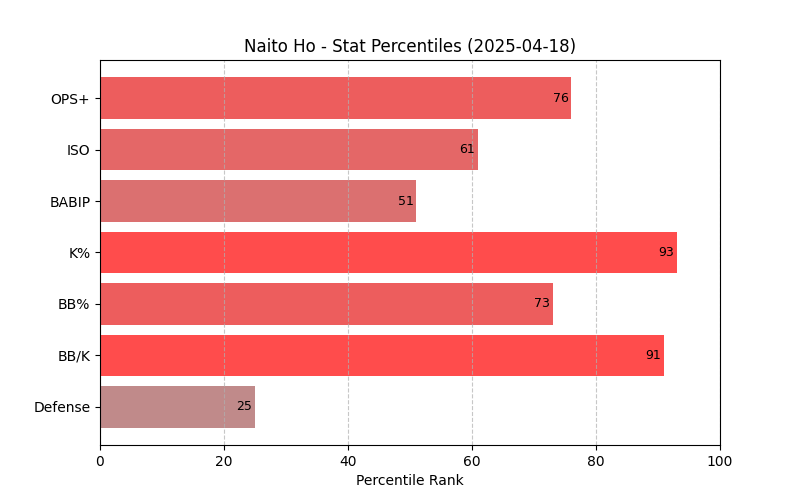 Naito Ho - Stat Percentiles (2025-04-18)
OPS+ 76
ISO 61
BABIP 51
K% 93
BB% 73
BB/K 91
Defense 25
0 20 40 60 80 100
Percentile Rank